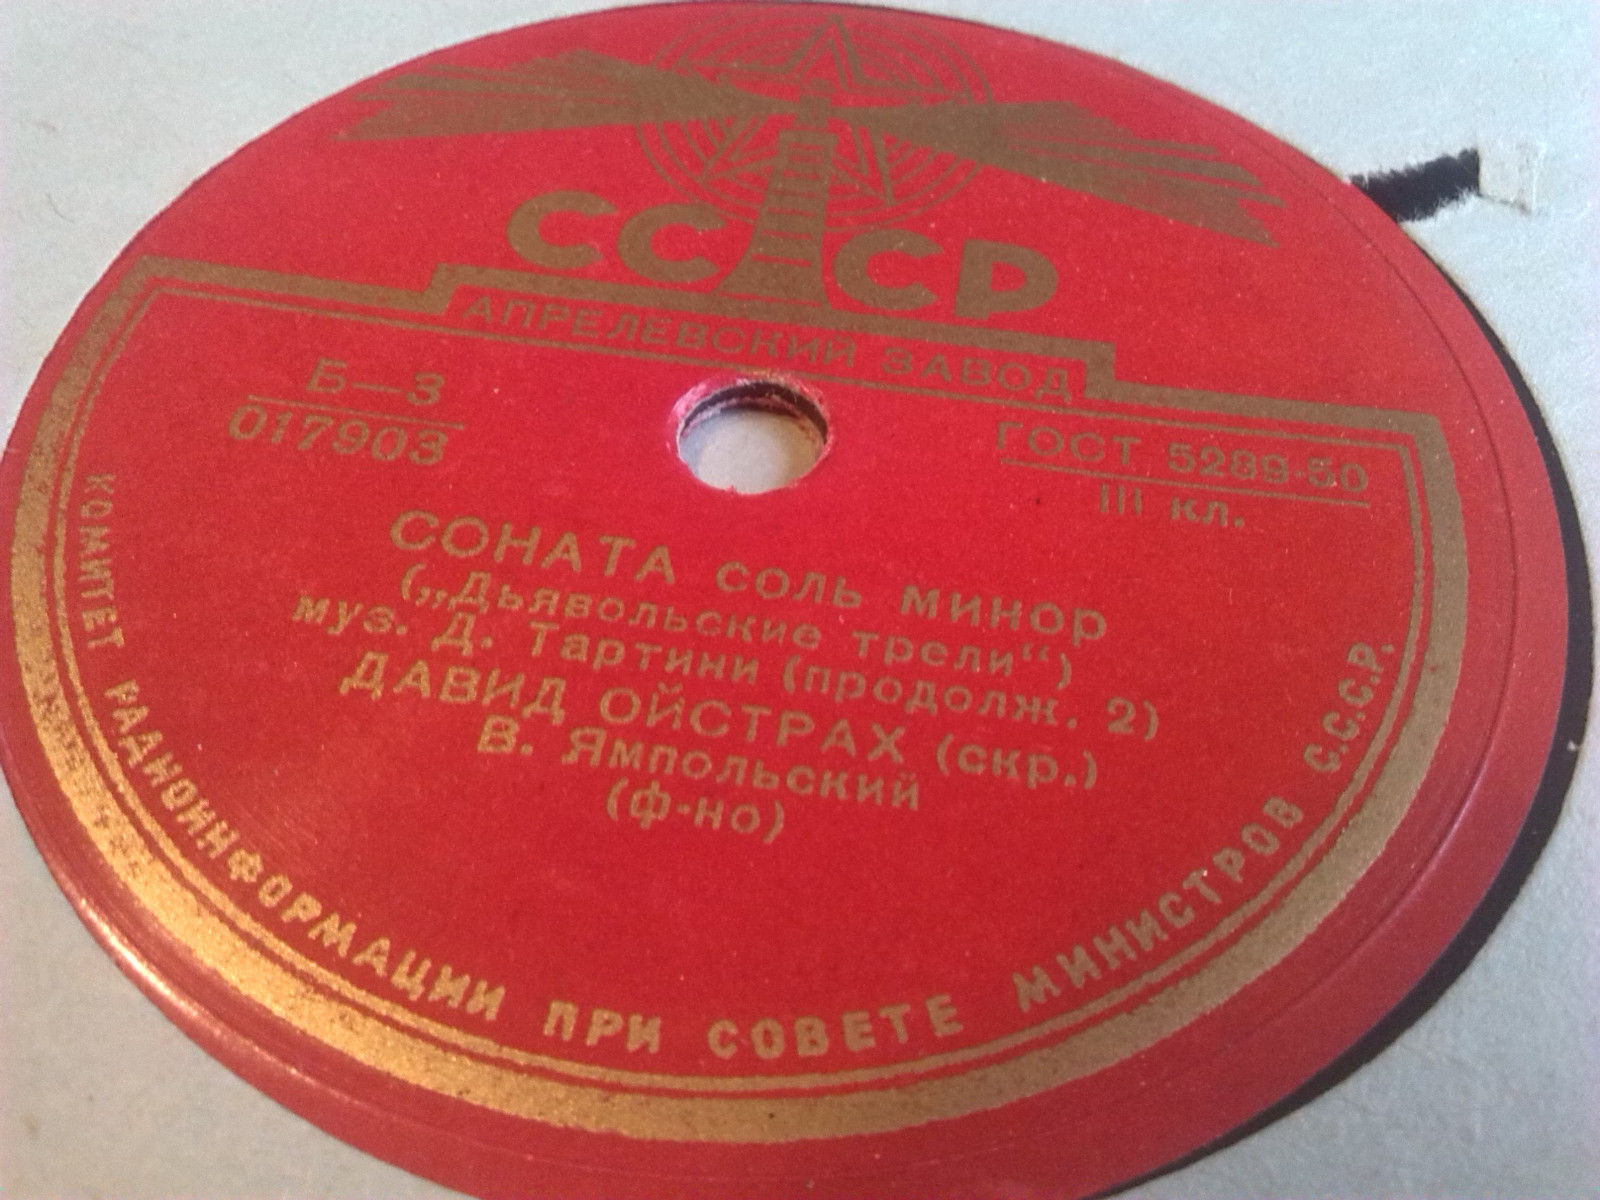 СССР
АПРЕЛЕВСКИЙ ЗАВОД
Б—3
017903
ГОСТ 5289-50
III кл.
СОНАТА соль минор
(„Дьявольские трели“)
муз. Д. Тартини (продолж. 2)
ДАВИД ОЙСТРАХ (скр.)
В. Ямпольский
(ф-но)
КОМИТЕТ РАДИОИНФОРМАЦИИ ПРИ СОВЕТЕ МИНИСТРОВ С.С.С.Р.